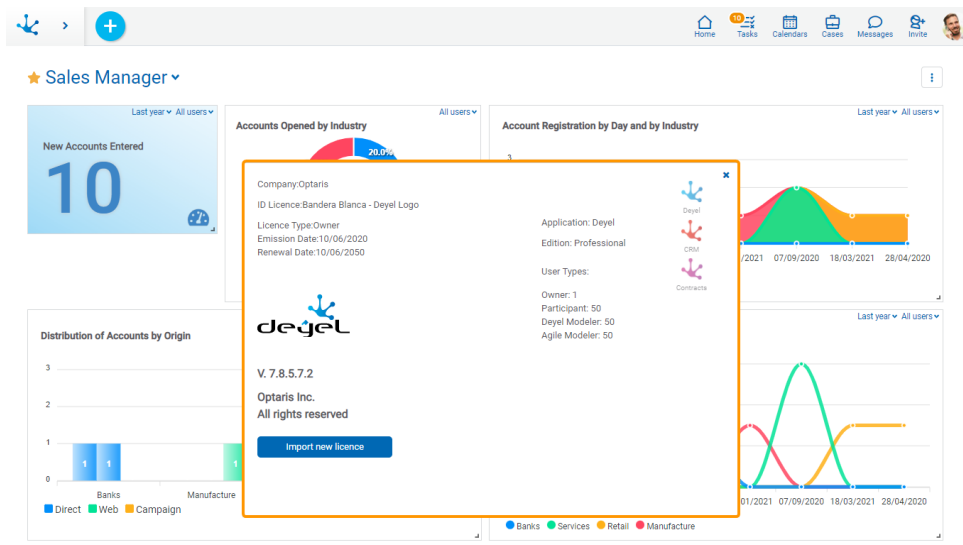 10
Home
Tasks
Calendars
Cases
Messages
Invite
Sales Manager
Last year All users
New Accounts Entered
10
All users
Accounts Opened by Industry
20.0%
Last year All users
Account Registration by Day and by Industry
3
/2021 07/09/2020 18/03/2021 28/04/2020
Company:Optaris
ID Licence:Bandera Blanca - Deyel Logo
Licence Type:Owner
Emission Date:10/06/2020
Renewal Date:10/06/2050
deyel
V. 7.8.5.7.2
Optaris Inc.
All rights reserved
Import new licence
Application: Deyel
Edition: Professional
User Types:
Owner: 1
Participant: 50
Deyel Modeler: 50
Agile Modeler: 50
Deyel
CRM
Contracts
Distribution of Accounts by Origin
3
2
1
0
1 1 1
Banks Manufacture
Direct Web Campaign
Last year All users
01/2021 07/09/2020 18/03/2021 28/04/2020
Banks Services Retail Manufacture